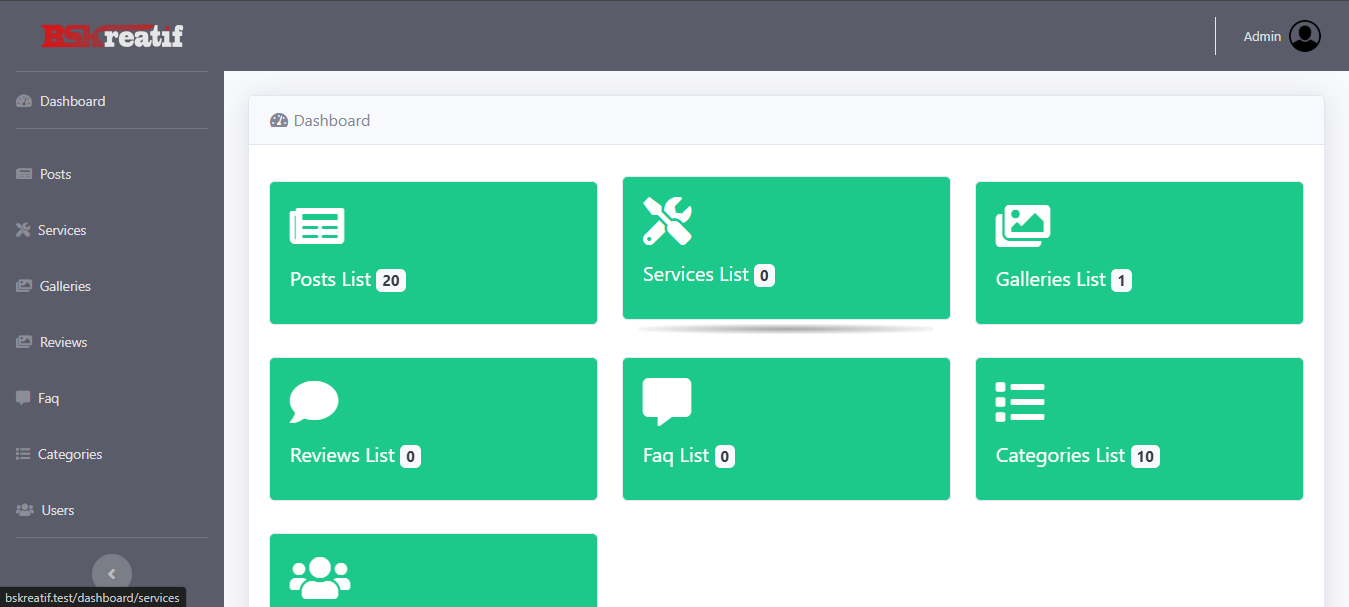 BSKreatif
Admin
Dashboard
Posts
Services
Galleries
Reviews
Faq
Categories
Users
Dashboard
Posts List 20
Services List 0
Galleries List 1
Reviews List 0
Faq List 0
Categories List 10
bskreatif.test/dashboard/services